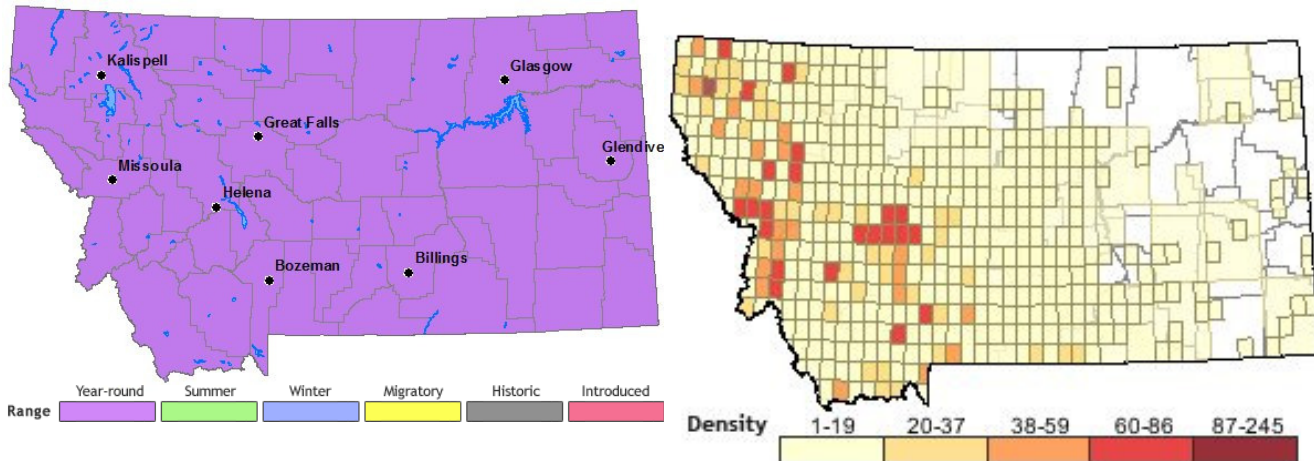 Kalispell
Glasgow
Great Falls
Glendive
Missoula
Helena
Bozeman
Billings
Year-round Summer Winter Migratory Historic Introduced
Range
Density 1-19 20-37 38-59 60-86 87-245